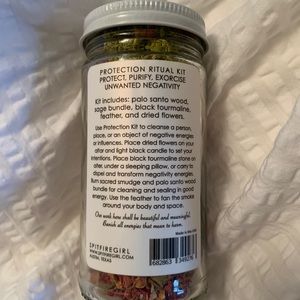 PROTECTION RITUAL KIT
PROTECT, PURIFY, EXORCISE
UNWANTED NEGATIVITY
Kit includes: palo santo wood,
sage bundle, black tourmaline,
feather, and dried flowers.
Use Protection Kit to cleanse a person,
place, or an object of negative energies
or influences. Place dried flowers on your
altar and light black candle to set your
intentions. Place black tourmaline stone on
altar, under a sleeping pillow, or carry to
dispel and transform negativity energies.
Burn sacred smudge and palo santo wood
bundle for cleaning and sealing in good
energy. Use the feather to fan the smoke
around your body and space.
Our work here shall be beautiful and meaningful.
Banish all energies that mean to harm.
SPITFIREGIRL
SPITFIREGIRL.COM
AUSTIN, TEXAS